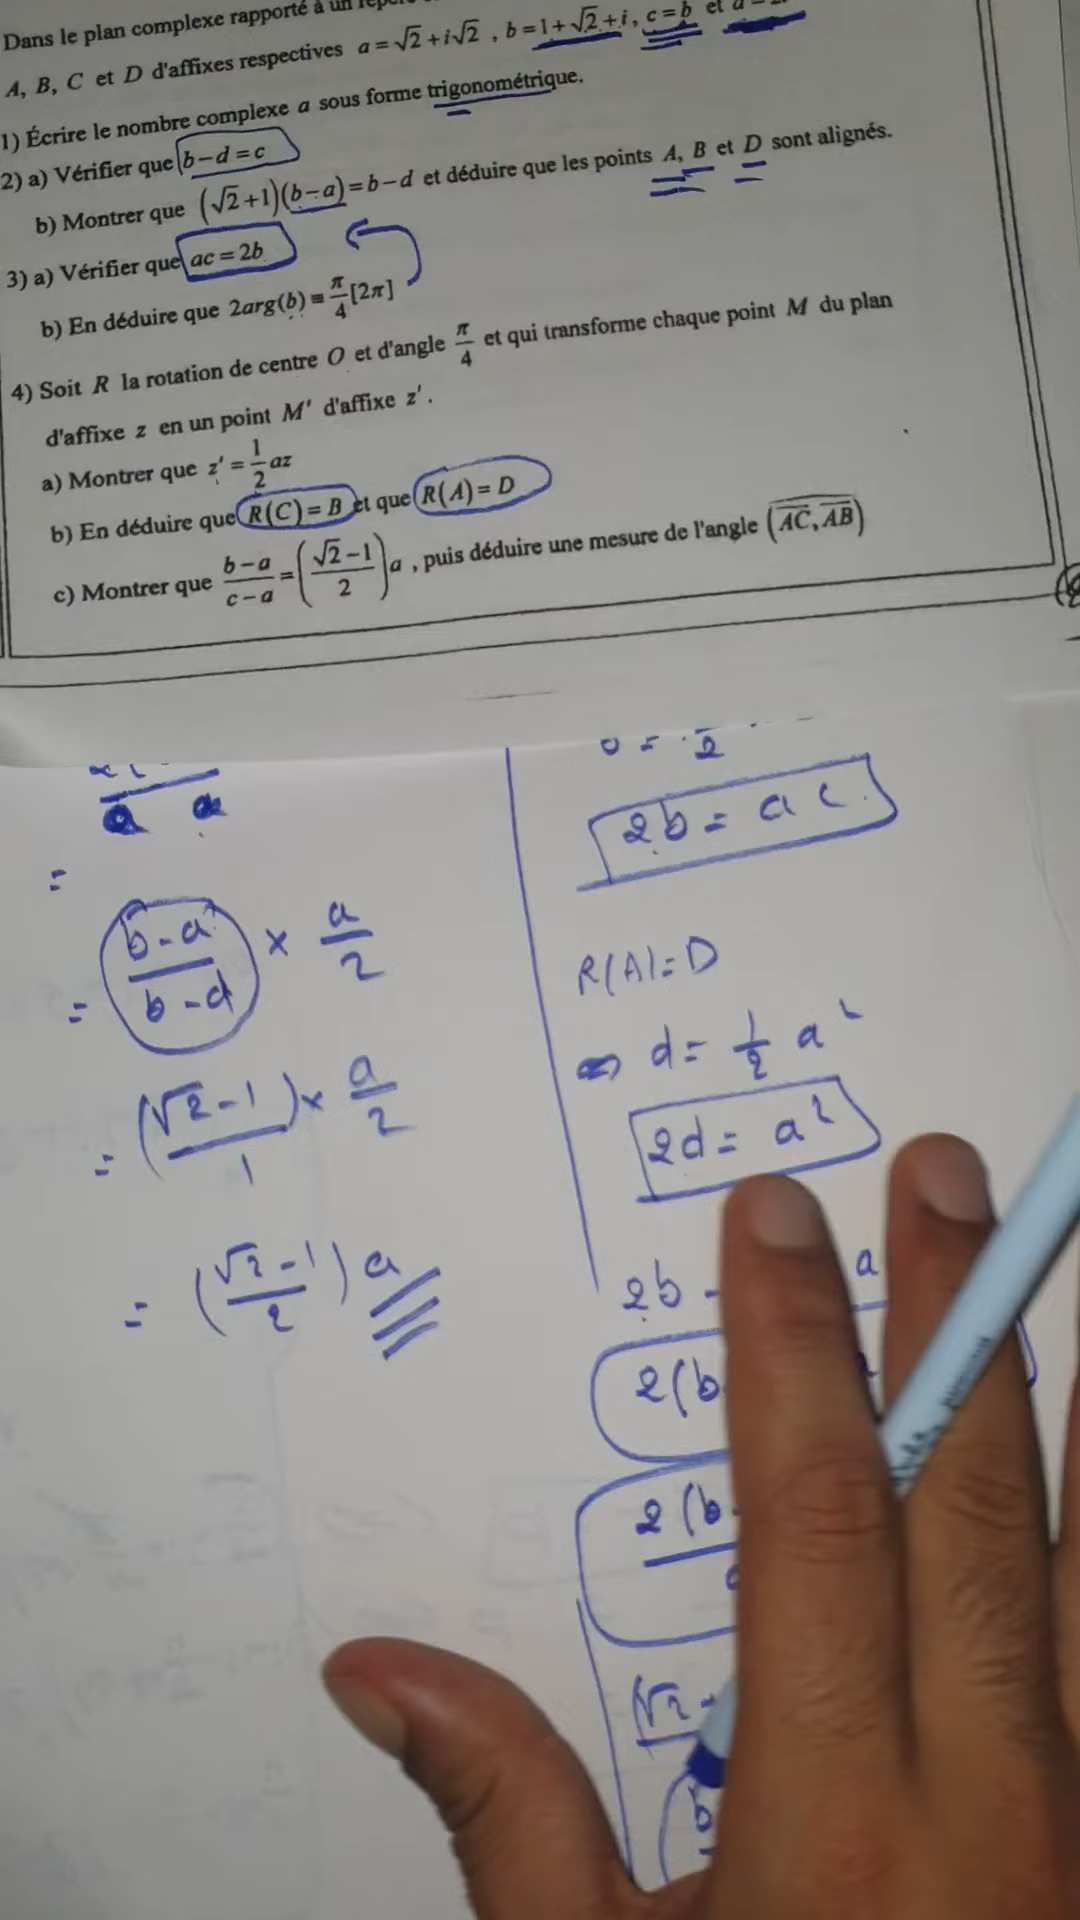 Dans le plan complexe rapporté à un
A, B, C et D d'affixes respectives a = √2 + i√2 , b = 1 + √2 + i , c = b̄ et
1) Écrire le nombre complexe a sous forme trigonométrique.
2) a) Vérifier que b − d = c
b) Montrer que (√2 + 1)(b − a) = b − d et déduire que les points A, B et D sont alignés.
3) a) Vérifier que ac = 2b
b) En déduire que 2arg(b) ≡ π/4 [2π]
4) Soit R la rotation de centre O et d'angle π/4 et qui transforme chaque point M du plan
d'affixe z en un point M' d'affixe z' .
a) Montrer que z' = 1/2 az
b) En déduire que R(C) = B et que R(A) = D
c) Montrer que (b − a)/(c − a) = ((√2 − 1)/2) a , puis déduire une mesure de l'angle (AC, AB)
=
= (b - a)/(b - d) × a/2
= (√2 - 1)/1 × a/2
= ((√2 - 1)/2) a
2b = ac
R(A) = D
⇔ d = 1/2 a²
2d = a²
2b - a
2(b
2(b
(√2 -
b